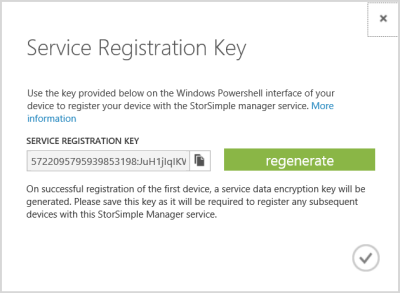 Service Registration Key
Use the key provided below on the Windows Powershell interface of your
device to register your device with the StorSimple manager service. More
information
SERVICE REGISTRATION KEY
5722095795939853198:JuH1jIqIKW
regenerate
On successful registration of the first device, a service data encryption key will be
generated. Please save this key as it will be required to register any subsequent
devices with this StorSimple Manager service.